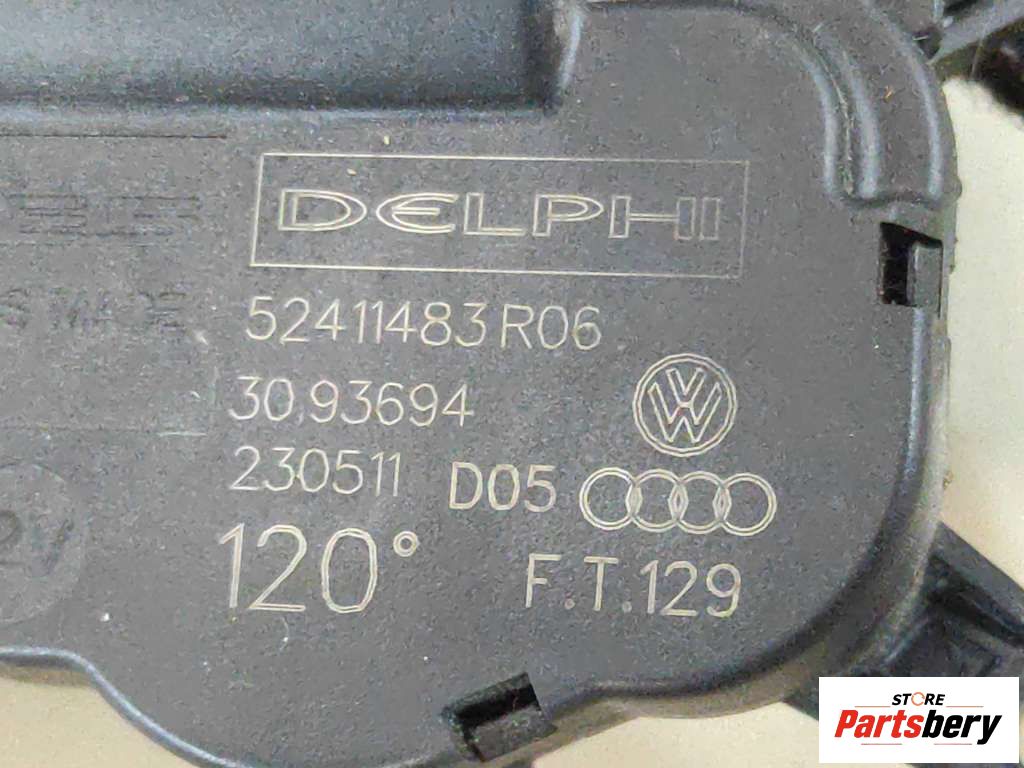 DELPHI
52411483 R06
30.93694
230511 D05
120° F.T.129
STORE
Partsbery